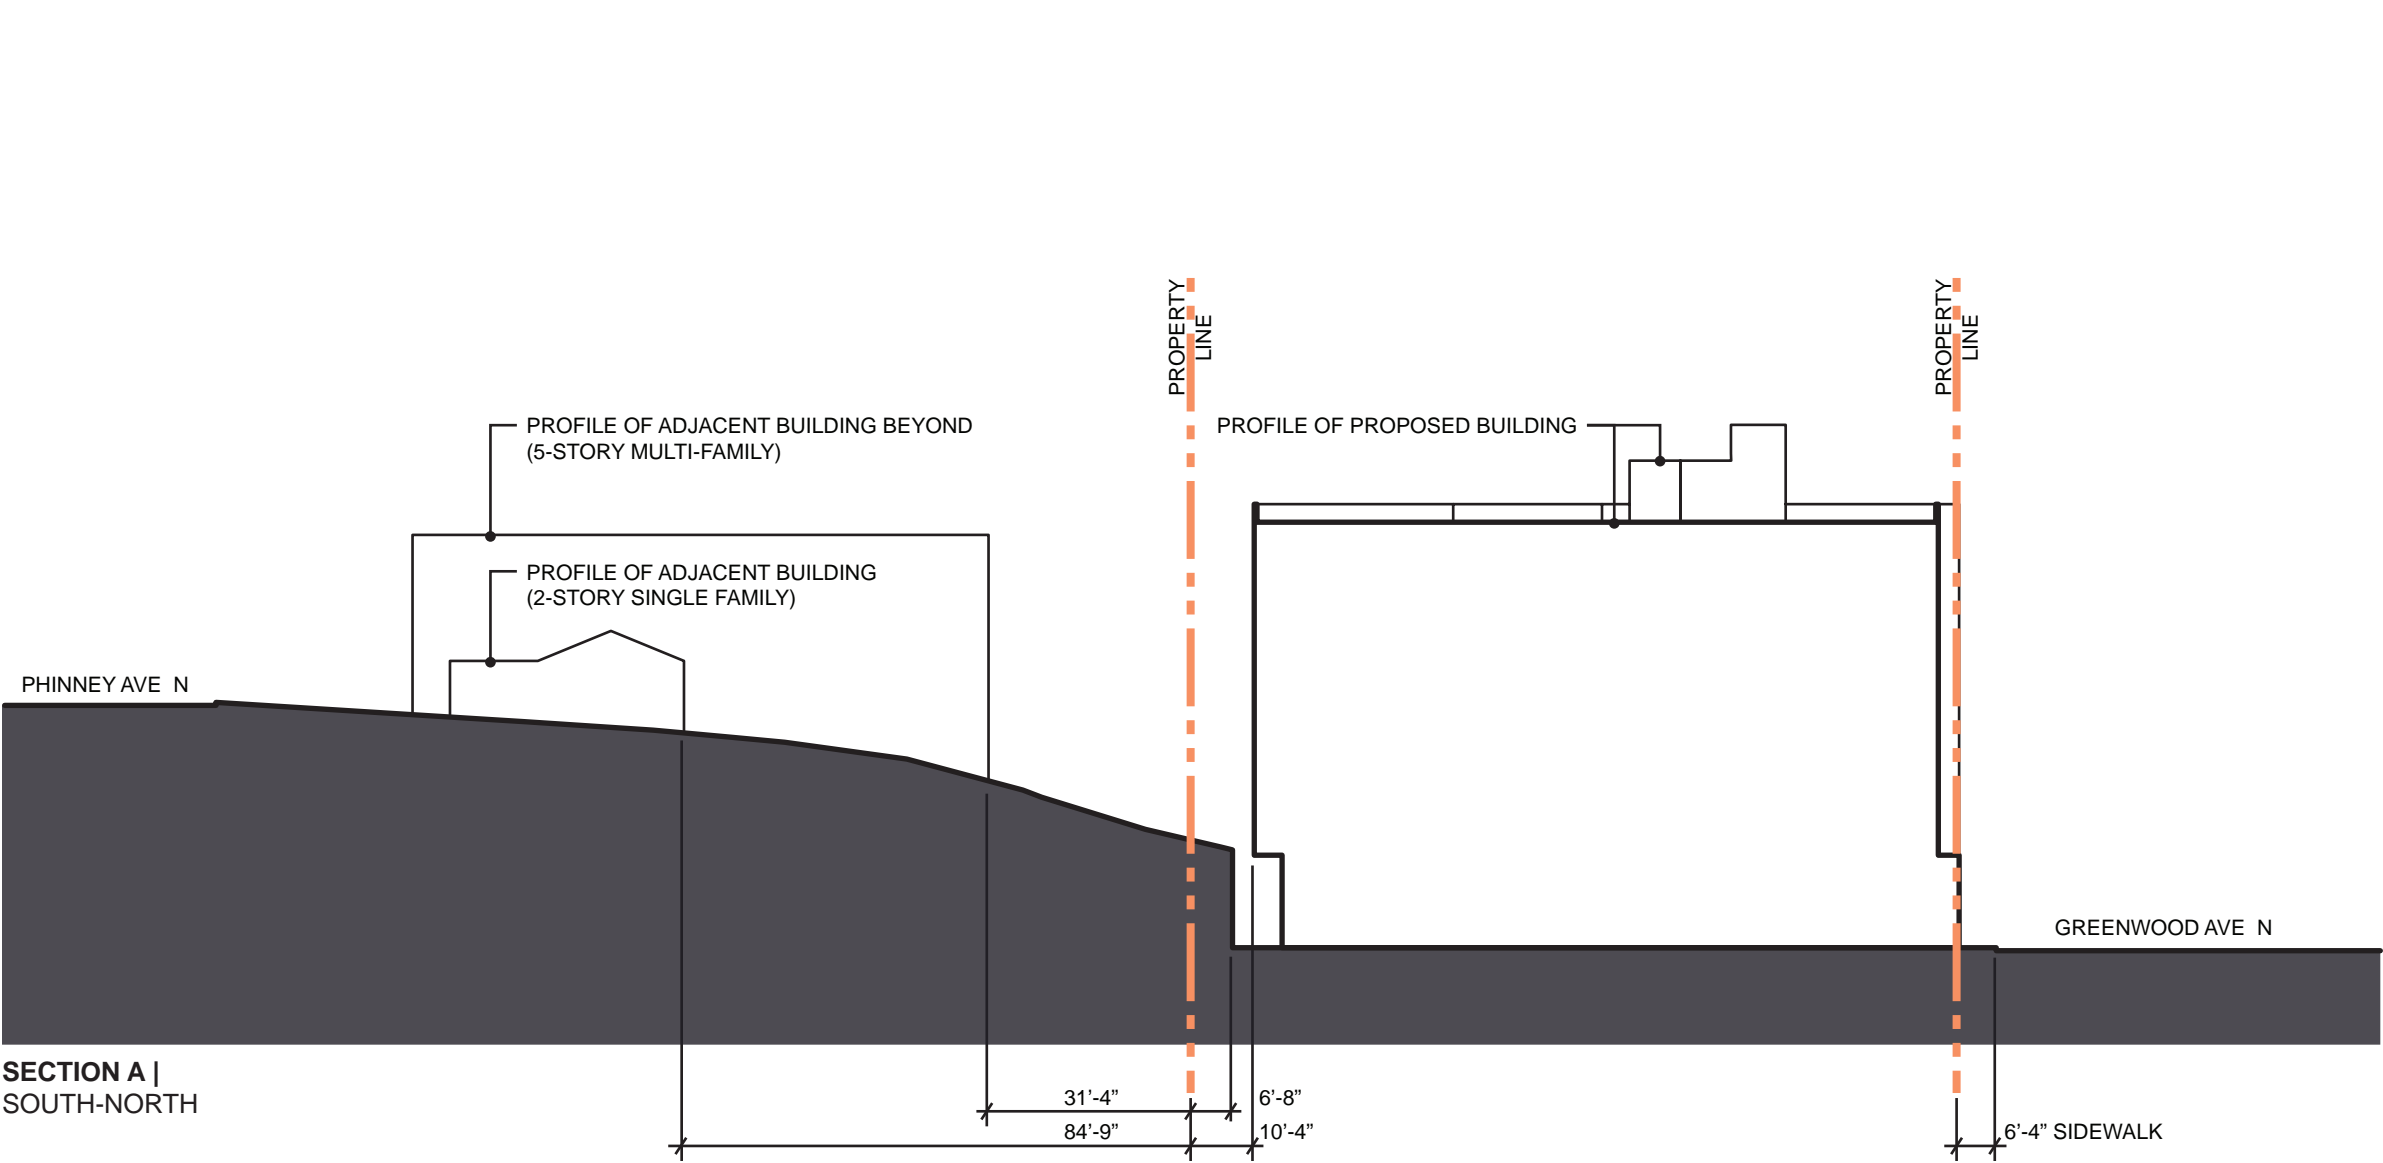 PROPERTY
LINE
PROPERTY
LINE
PROFILE OF ADJACENT BUILDING BEYOND
(5-STORY MULTI-FAMILY)
PROFILE OF PROPOSED BUILDING
PROFILE OF ADJACENT BUILDING
(2-STORY SINGLE FAMILY)
PHINNEY AVE N
GREENWOOD AVE N
SECTION A |
SOUTH-NORTH
31’-4”
6’-8”
84’-9”
10’-4”
6’-4” SIDEWALK